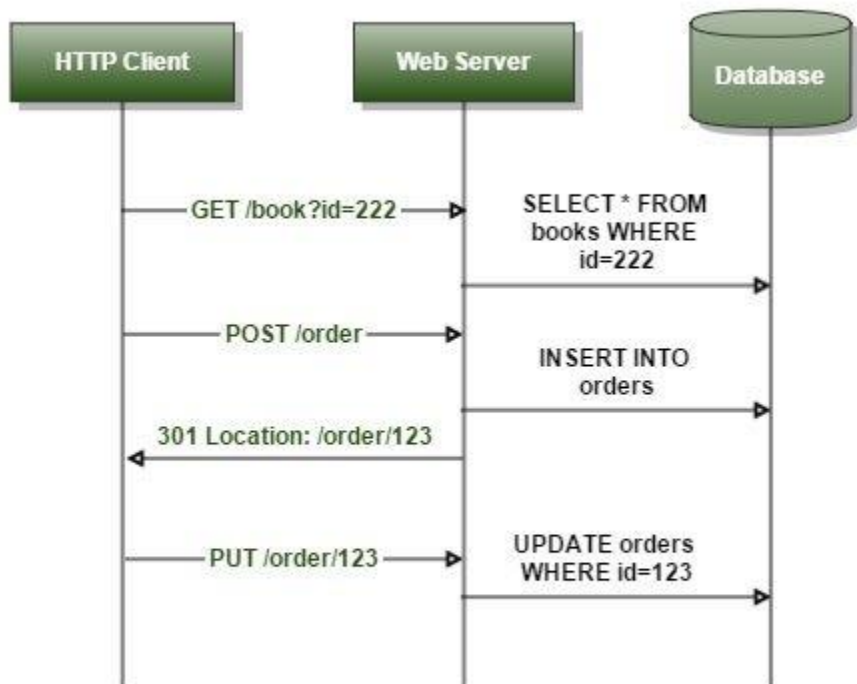 HTTP Client
Web Server
Database
GET /book?id=222
SELECT * FROM
books WHERE
id=222
POST /order
INSERT INTO
orders
301 Location: /order/123
PUT /order/123
UPDATE orders
WHERE id=123